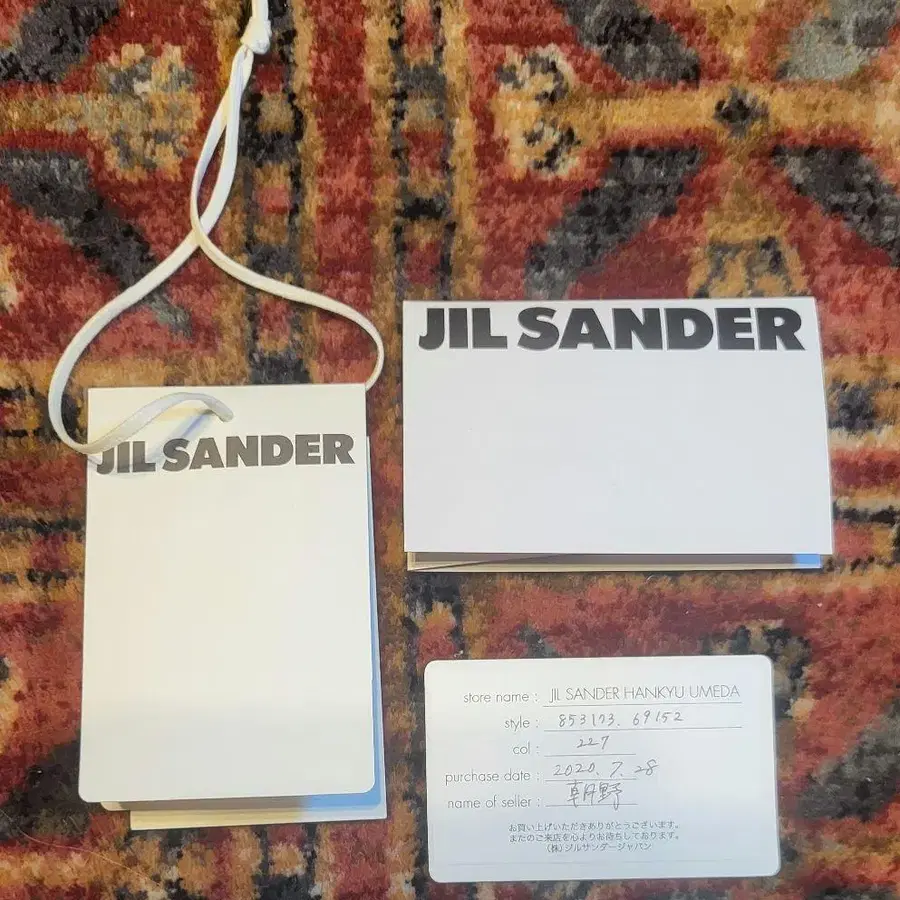 JIL SANDER
JIL SANDER
store name : JIL SANDER HANKYU UMEDA
style : 853173. 69152
col : 227
purchase date : 2020. 7. 28
name of seller : 朝野
お買い上げいただきありがとうございます。
またのご来店を心よりお待ちしております。
(株)ジルサンダージャパン